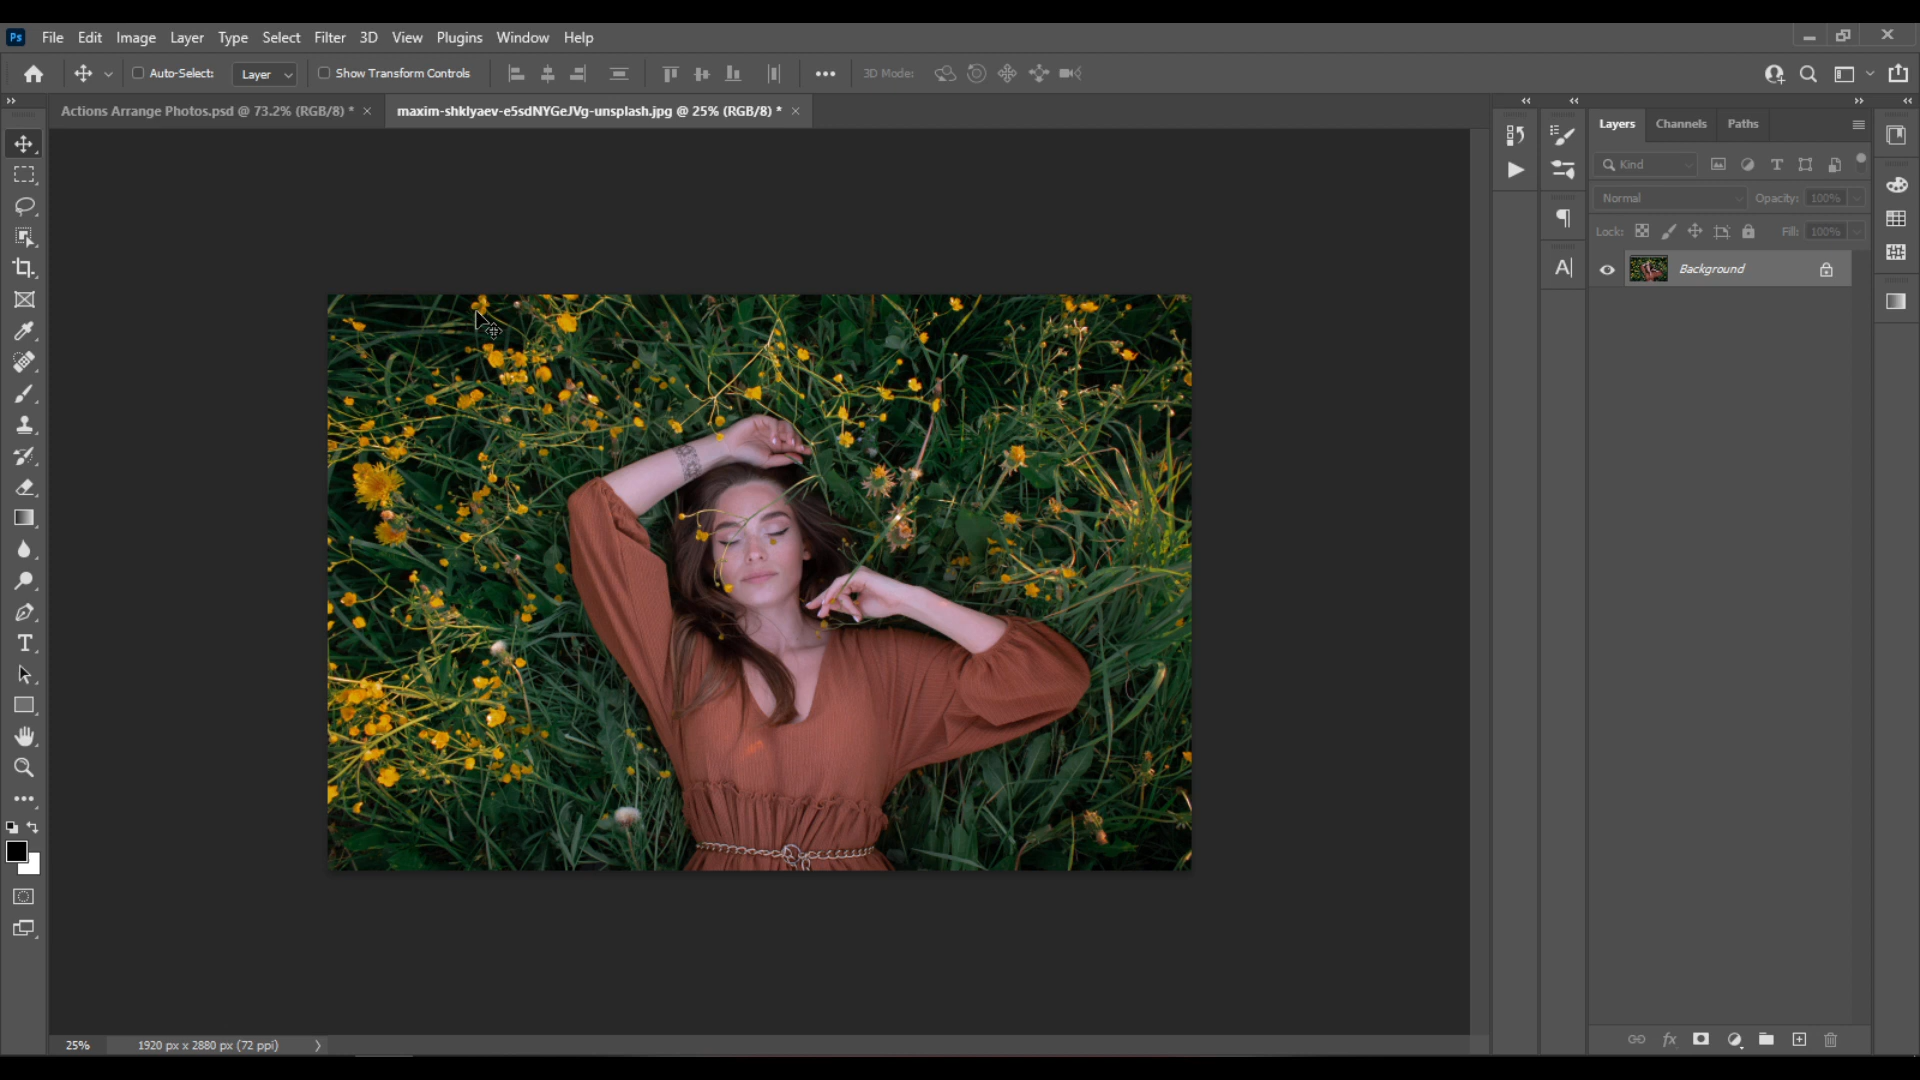 Ps File Edit Image Layer Type Select Filter 3D View Plugins Window Help
Auto-Select: Layer Show Transform Controls 3D Mode:
Actions Arrange Photos.psd @ 73.2% (RGB/8) * maxim-shklyaev-e5sdNYGeJVg-unsplash.jpg @ 25% (RGB/8) *
Layers Channels Paths
Kind
Normal Opacity: 100%
Lock: Fill: 100%
Background
25% 1920 px x 2880 px (72 ppi)